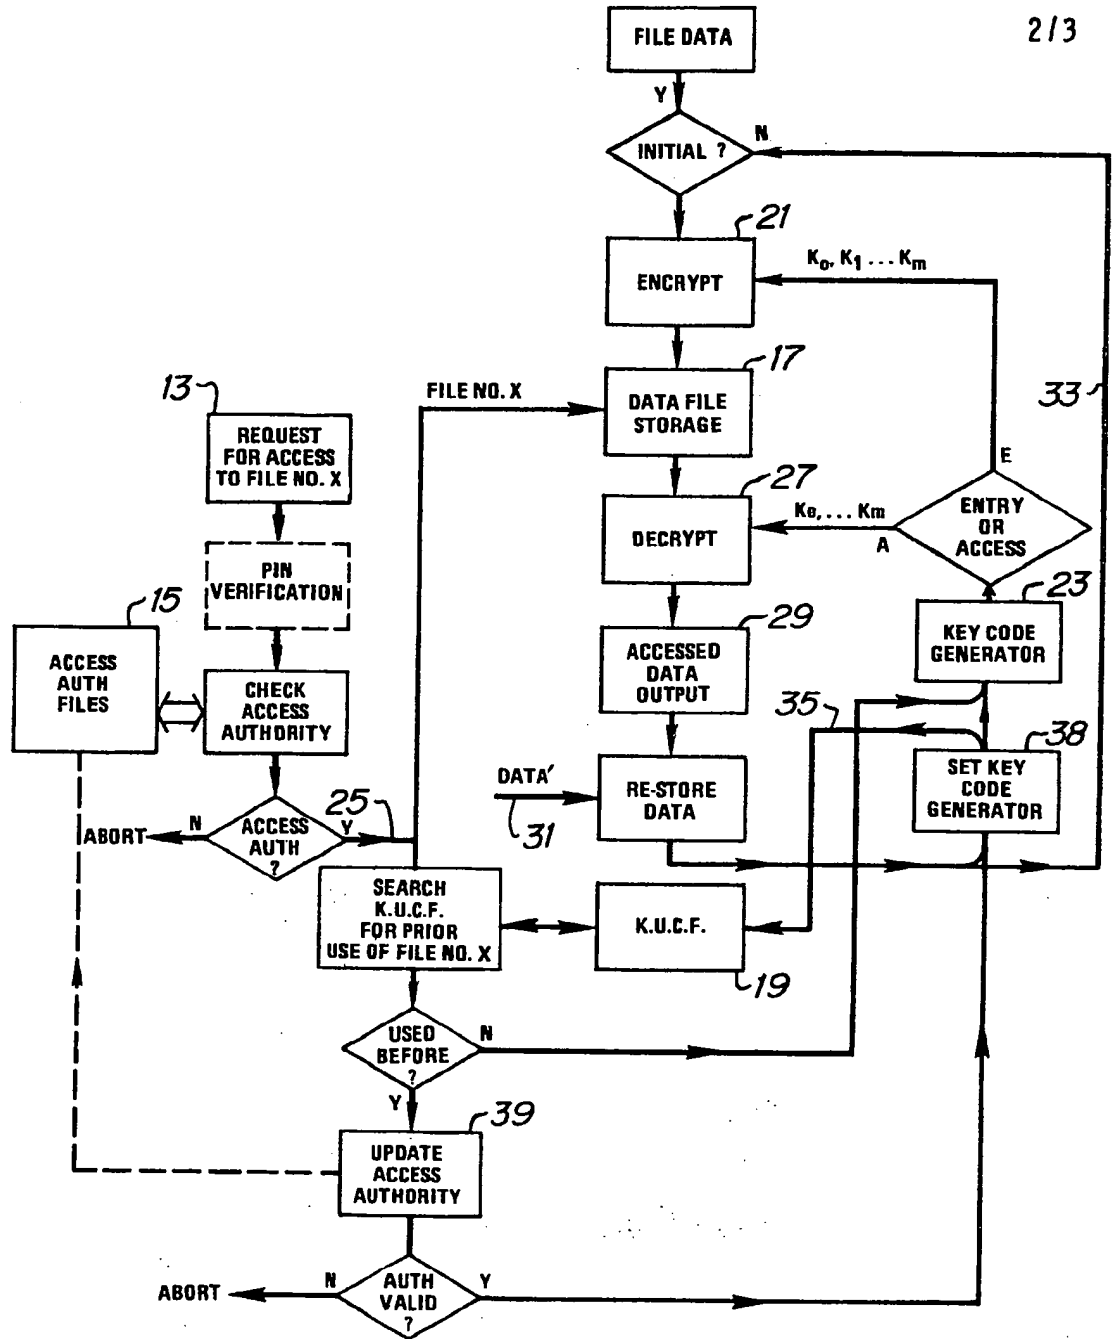 2/3
FILE DATA
Y
INITIAL ?
N
21
ENCRYPT
K₀, K₁ ... Kₘ
17
FILE NO. X
DATA FILE
STORAGE
33
13
REQUEST
FOR ACCESS
TO FILE NO. X
E
27
DECRYPT
K₀, ... Kₘ
A
ENTRY
OR
ACCESS
PIN
VERIFICATION
15
ACCESS
AUTH
FILES
CHECK
ACCESS
AUTHORITY
29
ACCESSED
DATA
OUTPUT
23
KEY CODE
GENERATOR
35
38
SET KEY
CODE
GENERATOR
DATA'
31
RE-STORE
DATA
ABORT
N
ACCESS
AUTH
?
Y
25
SEARCH
K.U.C.F.
FOR PRIOR
USE OF FILE NO. X
K.U.C.F.
19
USED
BEFORE
?
N
Y
39
UPDATE
ACCESS
AUTHORITY
ABORT
N
AUTH
VALID
?
Y